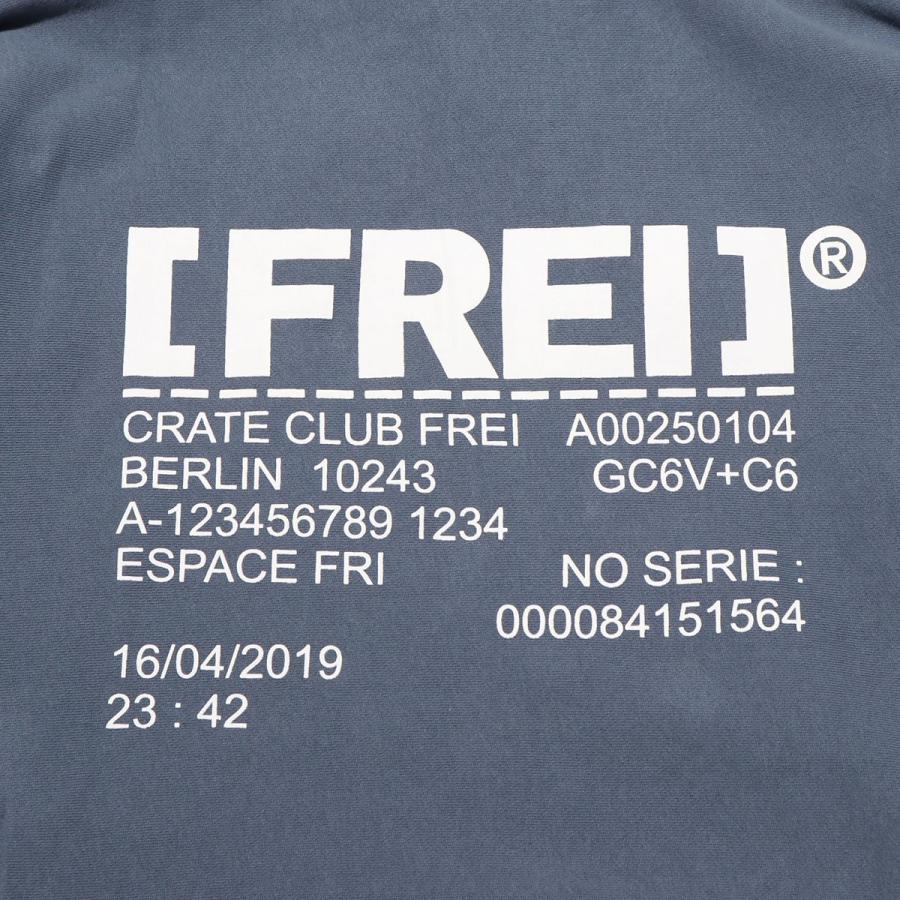 [FREI]®
CRATE CLUB FREI A00250104
BERLIN 10243 GC6V+C6
A-123456789 1234
ESPACE FRI NO SERIE :
000084151564
16/04/2019
23 : 42